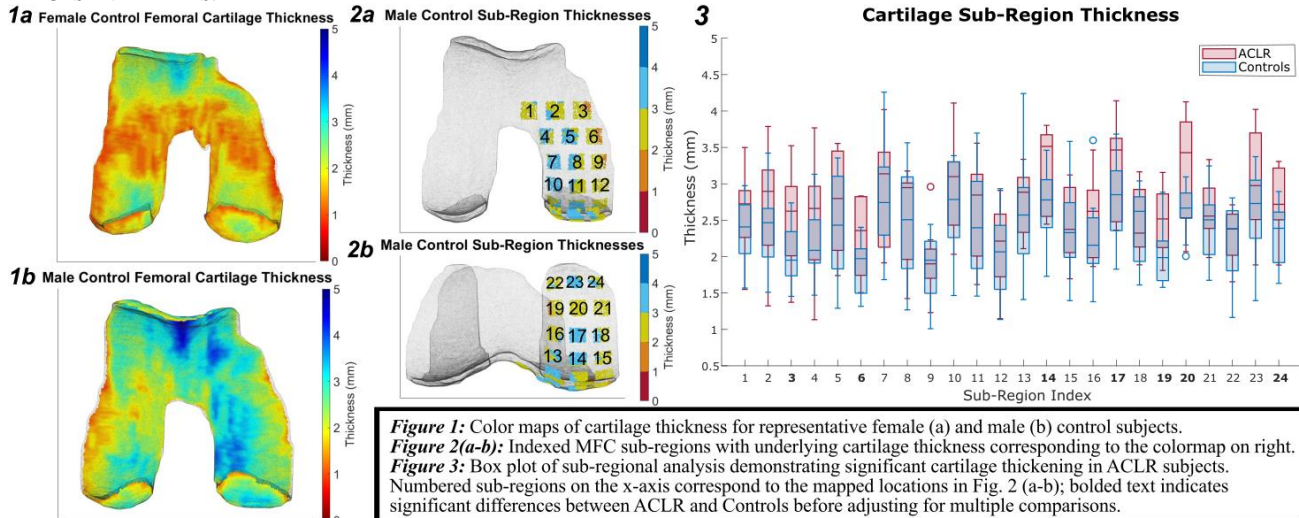 1a Female Control Femoral Cartilage Thickness
5
4
3
2
1
0
Thickness (mm)
1b Male Control Femoral Cartilage Thickness
5
4
3
2
1
0
Thickness (mm)
2a Male Control Sub-Region Thicknesses
1 2 3
4 5 6
7 8 9
10 11 12
5
4
3
2
1
0
Thickness (mm)
2b Male Control Sub-Region Thicknesses
22 23 24
19 20 21
16 17 18
13 14 15
5
4
3
2
1
0
Thickness (mm)
3 Cartilage Sub-Region Thickness
ACLR
Controls
Thickness (mm)
5
4.5
4
3.5
3
2.5
2
1.5
1
0.5
1 2 3 4 5 6 7 8 9 10 11 12 13 14 15 16 17 18 19 20 21 22 23 24
Sub-Region Index
Figure 1: Color maps of cartilage thickness for representative female (a) and male (b) control subjects.
Figure 2(a-b): Indexed MFC sub-regions with underlying cartilage thickness corresponding to the colormap on right.
Figure 3: Box plot of sub-regional analysis demonstrating significant cartilage thickening in ACLR subjects.
Numbered sub-regions on the x-axis correspond to the mapped locations in Fig. 2 (a-b); bolded text indicates
significant differences between ACLR and Controls before adjusting for multiple comparisons.